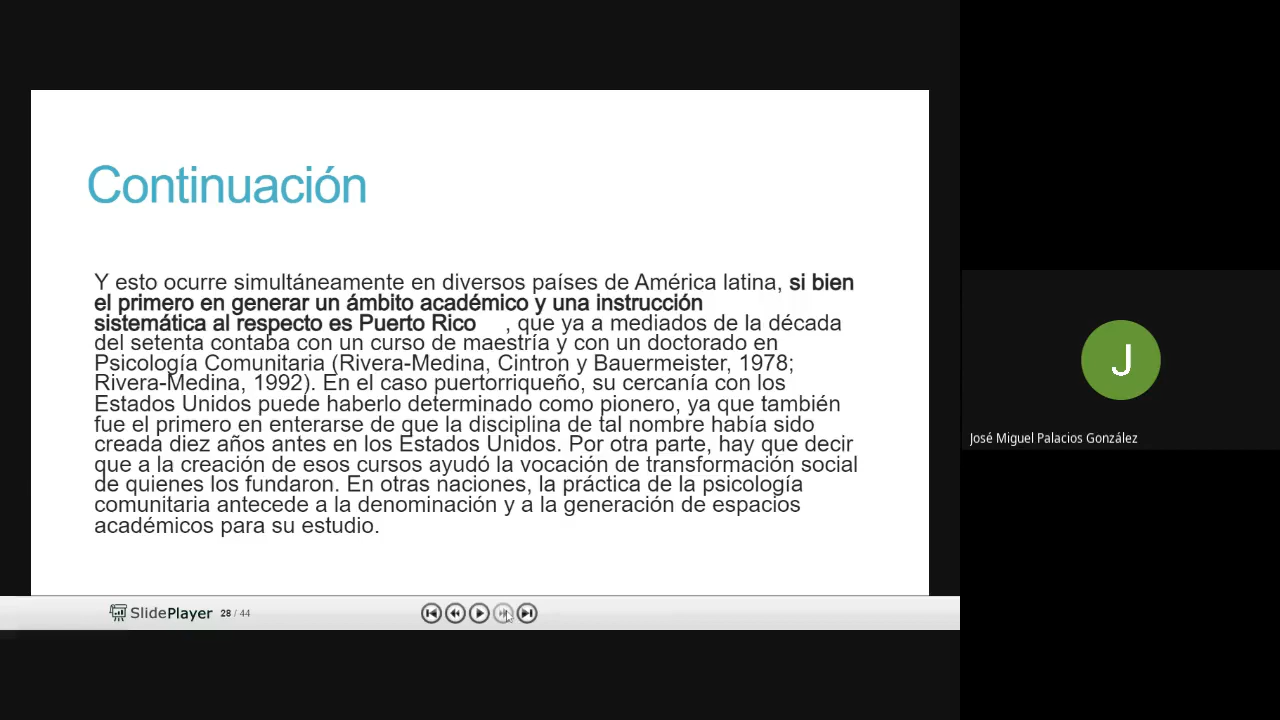 Continuación
Y esto ocurre simultáneamente en diversos países de América latina, si bien
el primero en generar un ámbito académico y una instrucción
sistemática al respecto es Puerto Rico , que ya a mediados de la década
del setenta contaba con un curso de maestría y con un doctorado en
Psicología Comunitaria (Rivera-Medina, Cintron y Bauermeister, 1978;
Rivera-Medina, 1992). En el caso puertorriqueño, su cercanía con los
Estados Unidos puede haberlo determinado como pionero, ya que también
fue el primero en enterarse de que la disciplina de tal nombre había sido
creada diez años antes en los Estados Unidos. Por otra parte, hay que decir
que a la creación de esos cursos ayudó la vocación de transformación social
de quienes los fundaron. En otras naciones, la práctica de la psicología
comunitaria antecede a la denominación y a la generación de espacios
académicos para su estudio.
SlidePlayer 28 / 44
J
José Miguel Palacios González